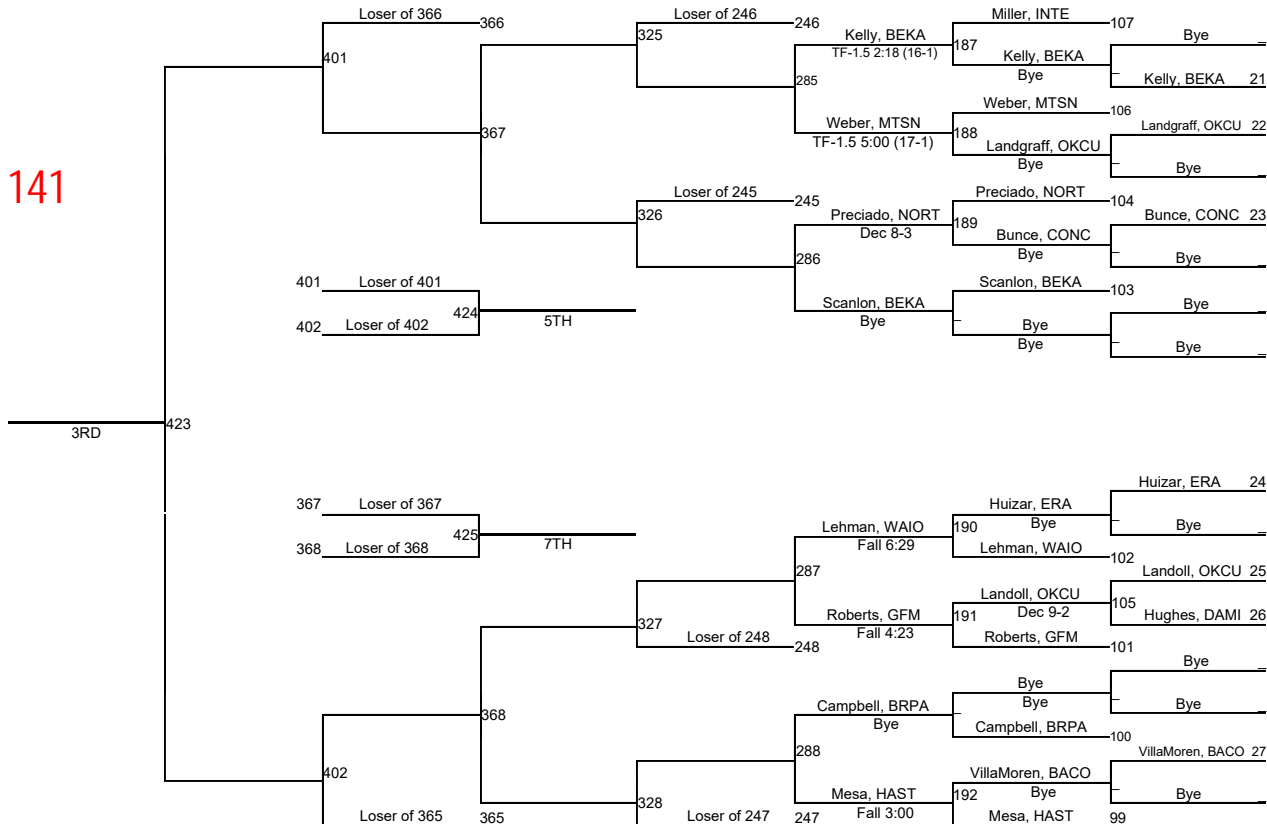 Loser of 366 366 Loser of 246 246 Miller, INTE 107
325 Kelly, BEKA 187 Bye _
TF-1.5 2:18 (16-1)
401 Kelly, BEKA
Bye _ Kelly, BEKA 21
285
Weber, MTSN 106
367 Weber, MTSN 188 Landgraff, OKCU 22
TF-1.5 5:00 (17-1) Landgraff, OKCU
Bye _ Bye _
141
Loser of 245 245 Preciado, NORT 104
326 Preciado, NORT 189 Bunce, CONC 23
Dec 8-3 Bunce, CONC
Bye _ Bye _
286
401 Loser of 401 Scanlon, BEKA 103
424 5TH Scanlon, BEKA Bye _
Bye _ Bye
402 Loser of 402 Bye _ Bye _
423
3RD
Huizar, ERA 24
367 Loser of 367 Huizar, ERA
425 7TH Lehman, WAIO 190 Bye _ Bye _
Fall 6:29
368 Loser of 368 Lehman, WAIO 102
287 Landoll, OKCU 25
Landoll, OKCU 105
327 Roberts, GFM 191 Dec 9-2 Hughes, DAMI 26
Fall 4:23
Loser of 248 248 Roberts, GFM 101
Bye _
Bye
368 Campbell, BRPA _ Bye _ Bye _
Bye
Campbell, BRPA 100
288 VillaMoren, BACO 27
402 VillaMoren, BACO
328 Mesa, HAST 192 Bye _ Bye _
Fall 3:00
Loser of 365 365 Loser of 247 247 Mesa, HAST 99